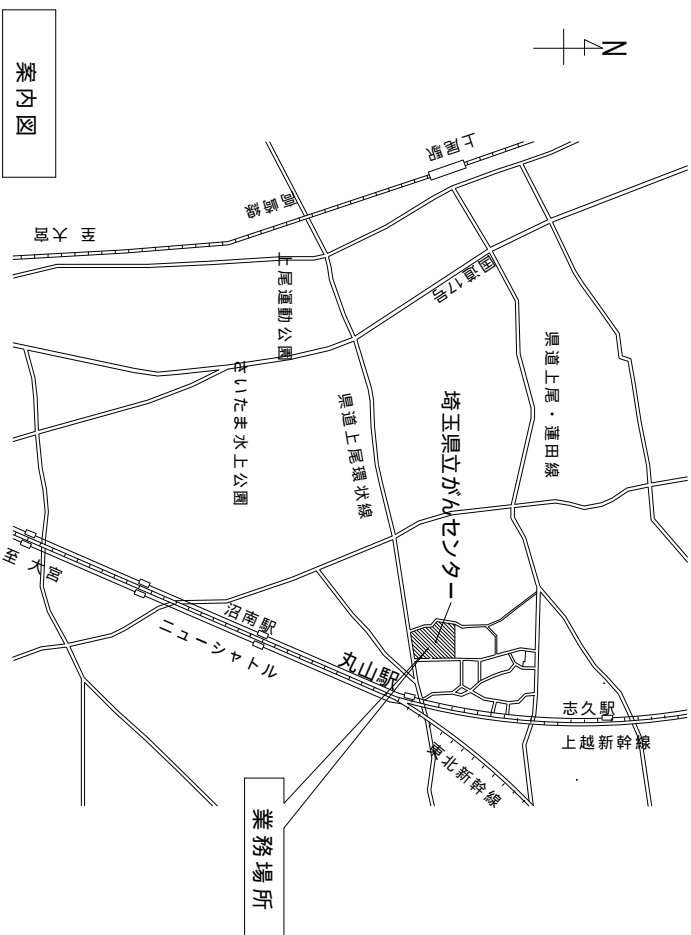 案内図
N
上尾駅
高崎線
至 大宮
上尾運動公園
国道17号
さいたま水上公園
県道上尾環状線
県道上尾・蓮田線
埼玉県立がんセンター
至 大宮
沼南駅
ニューシャトル
丸山駅
志久駅
上越新幹線
東北新幹線
業務場所